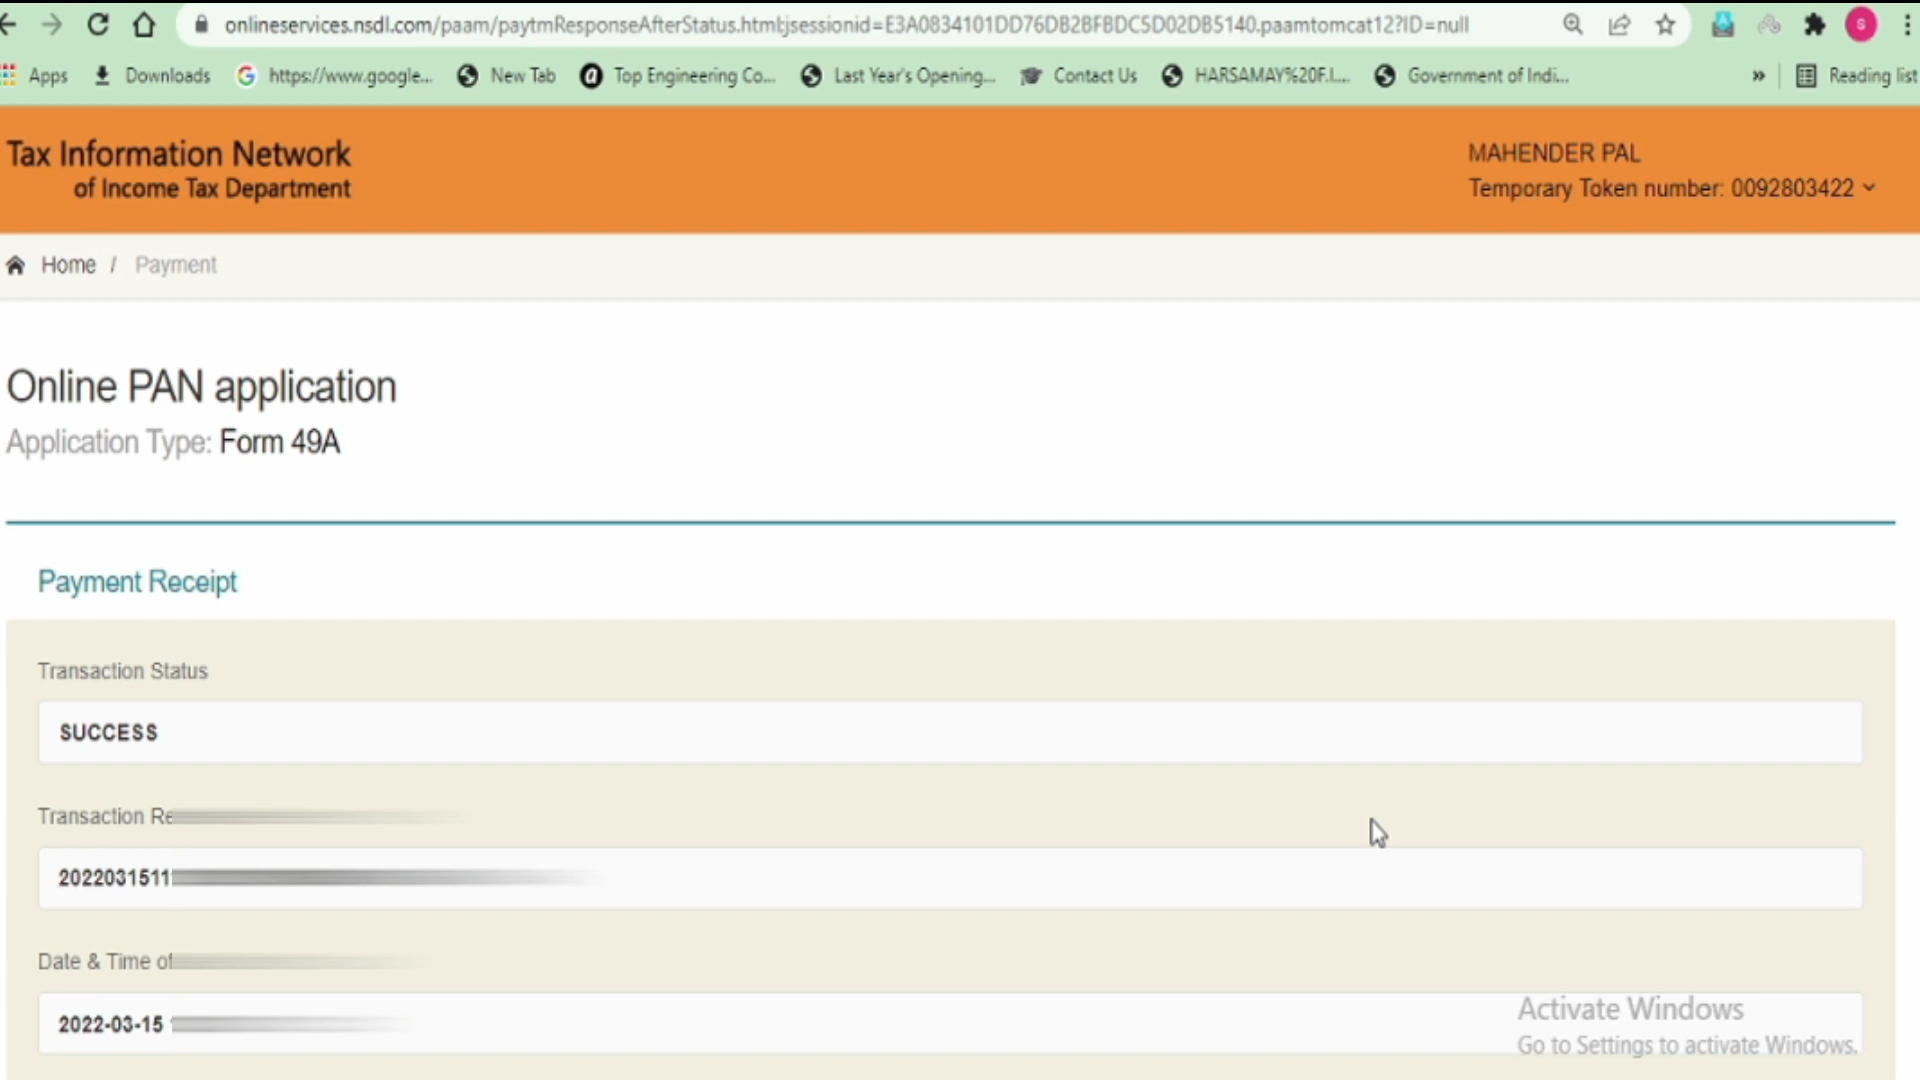 onlineservices.nsdl.com/paam/paytmResponseAfterStatus.html;jsessionid=E3A0834101DD76DB2BFBDC5D02DB5140.paamtomcat12?ID=null
S
Apps Downloads https://www.google... New Tab Top Engineering Co... Last Year's Opening... Contact Us HARSAMAY%20F.I.... Government of Indi... » Reading list
Tax Information Network
of Income Tax Department
MAHENDER PAL
Temporary Token number: 0092803422
Home / Payment
Online PAN application
Application Type: Form 49A
Payment Receipt
Transaction Status
SUCCESS
Transaction
2022031511
Date & Time of
2022-03-15
Activate Windows
Go to Settings to activate Windows.